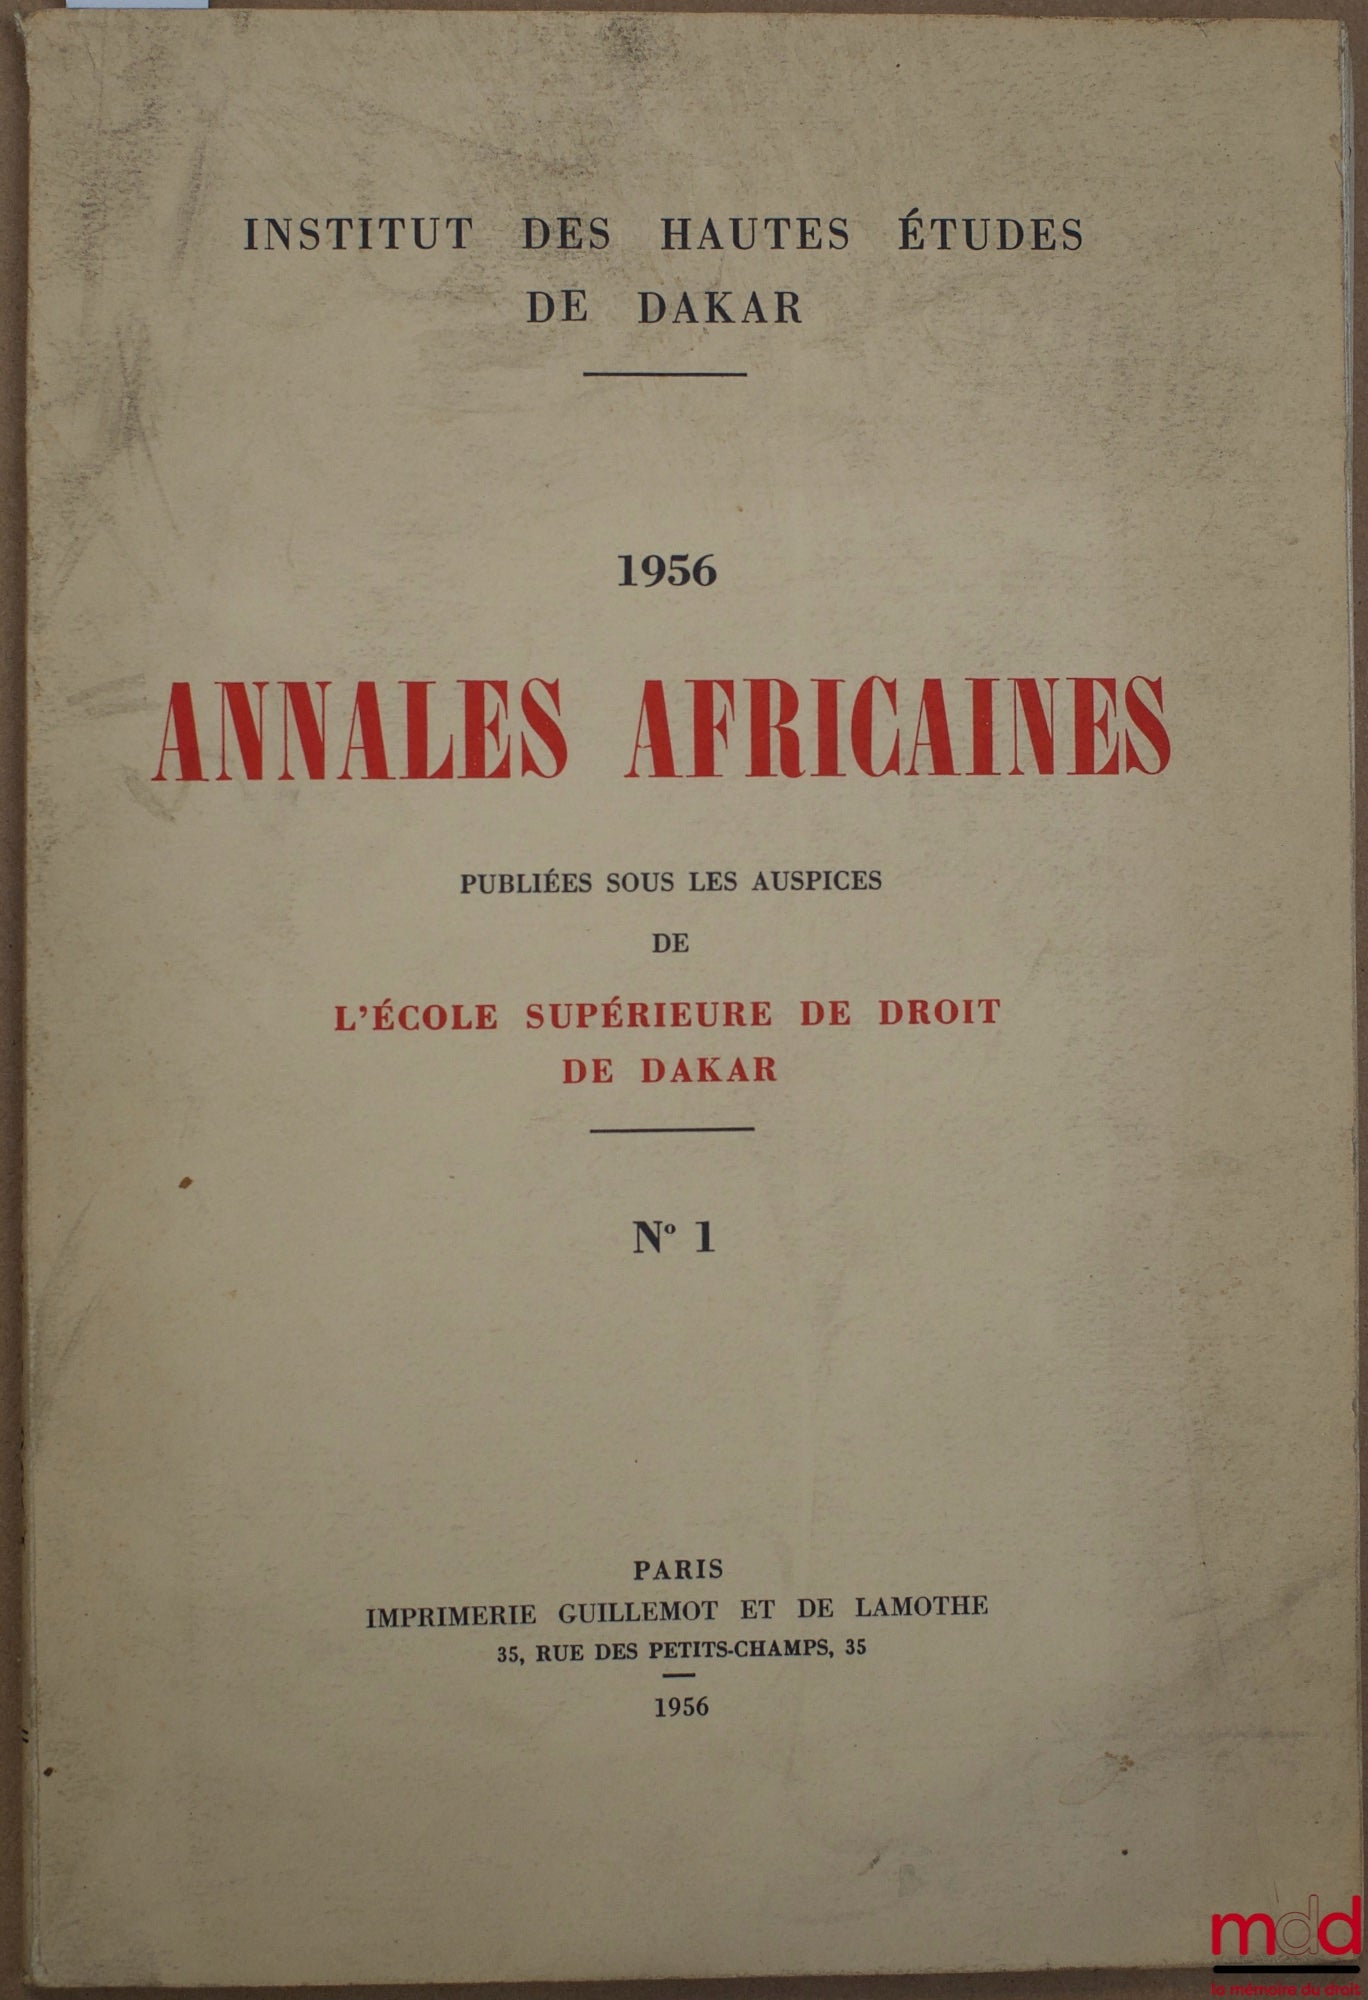 INSTITUT DES HAUTES ÉTUDES
DE DAKAR
1956
ANNALES AFRICAINES
PUBLIÉES SOUS LES AUSPICES
DE
L'ÉCOLE SUPÉRIEURE DE DROIT
DE DAKAR
Nº 1
PARIS
IMPRIMERIE GUILLEMOT ET DE LAMOTHE
35, RUE DES PETITS-CHAMPS, 35
1956
mdd
la mémoire du droit